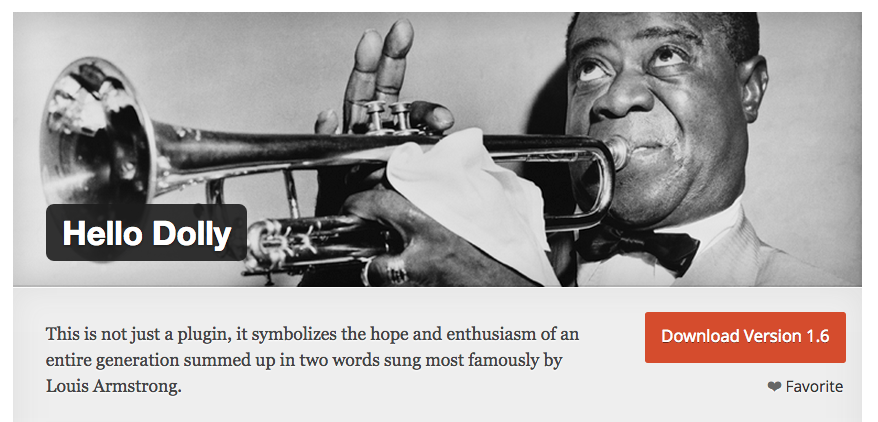 Hello Dolly
This is not just a plugin, it symbolizes the hope and enthusiasm of an
entire generation summed up in two words sung most famously by
Louis Armstrong.
Download Version 1.6
❤ Favorite